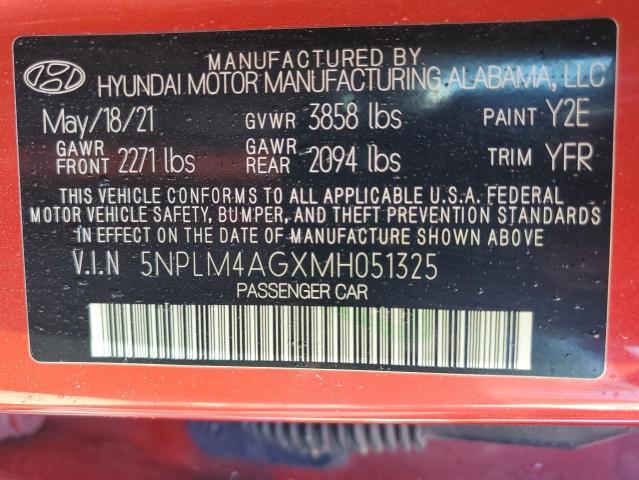 MANUFACTURED BY
HYUNDAI MOTOR MANUFACTURING ALABAMA, LLC
May/18/21 GVWR 3858 lbs PAINT Y2E
GAWR FRONT 2271 lbs GAWR REAR 2094 lbs TRIM YFR
THIS VEHICLE CONFORMS TO ALL APPLICABLE U.S.A. FEDERAL
MOTOR VEHICLE SAFETY, BUMPER, AND THEFT PREVENTION STANDARDS
IN EFFECT ON THE DATE OF MANUFACTURE SHOWN ABOVE
V.I.N 5NPLM4AGXMH051325
PASSENGER CAR